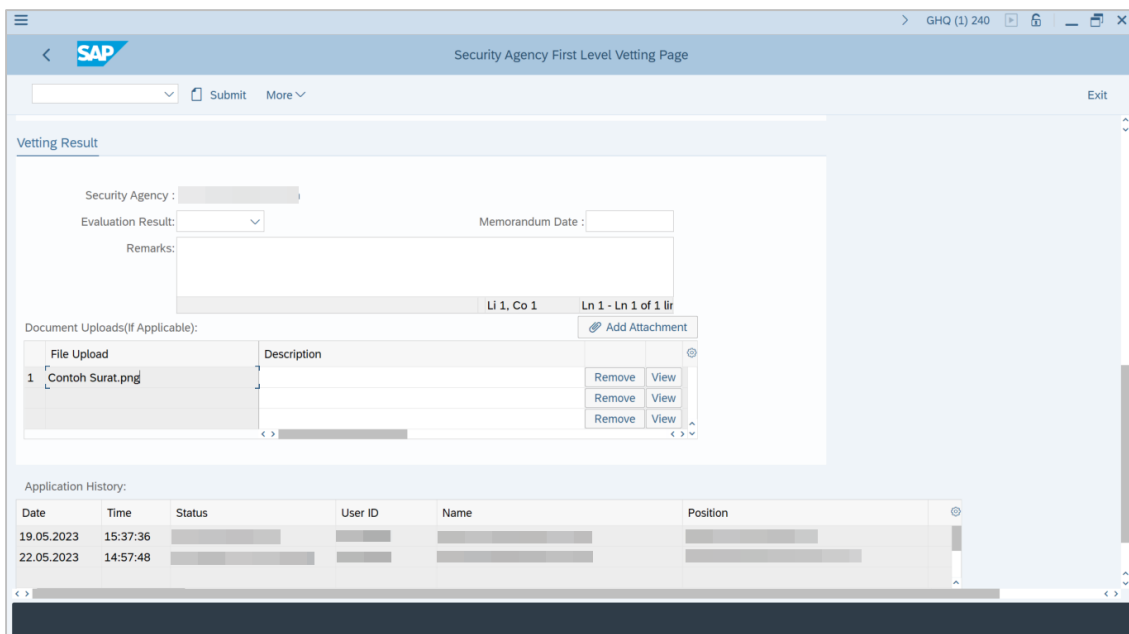 GHQ (1) 240
SAP Security Agency First Level Vetting Page
Submit More Exit
Vetting Result
Security Agency :
Evaluation Result: Memorandum Date :
Remarks:
Li 1, Co 1 Ln 1 - Ln 1 of 1 lin
Document Uploads(If Applicable): Add Attachment
File Upload Description
1 Contoh Surat.png Remove View
Remove View
Remove View
Application History:
Date Time Status User ID Name Position
19.05.2023 15:37:36
22.05.2023 14:57:48